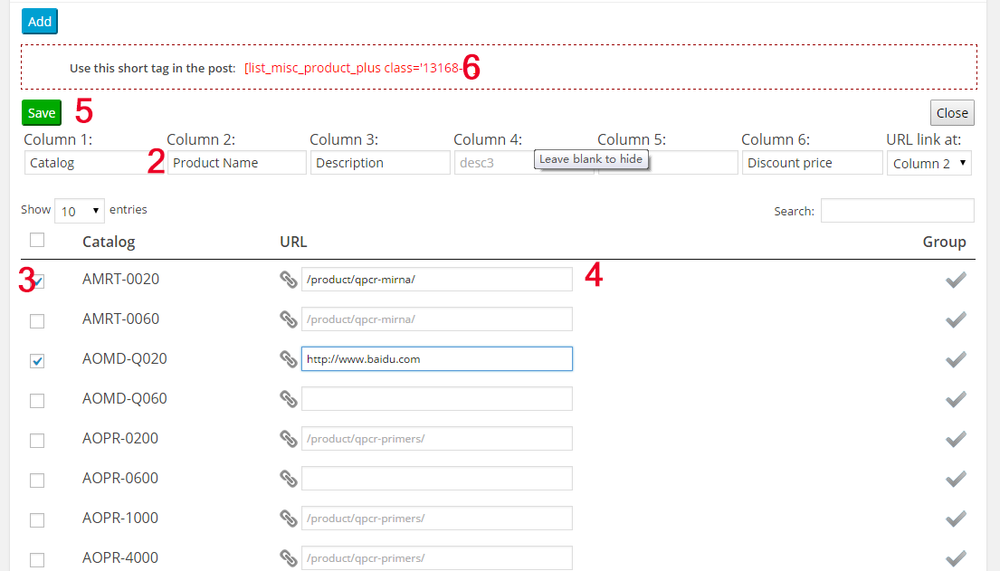 Add
Use this short tag in the post: [list_misc_product_plus class='13168- 6
Save 5 Close
Column 1: Column 2: Column 3: Column 4: Column 5: Column 6: URL link at:
Catalog 2 Product Name Description desc3 Leave blank to hide Discount price Column 2
Show 10 entries Search:
Catalog URL Group
3 AMRT-0020 /product/qpcr-mirna/ 4
AMRT-0060 /product/qpcr-mirna/
AOMD-Q020 http://www.baidu.com
AOMD-Q060
AOPR-0200 /product/qpcr-primers/
AOPR-0600
AOPR-1000 /product/qpcr-primers/
AOPR-4000 /product/qpcr-primers/